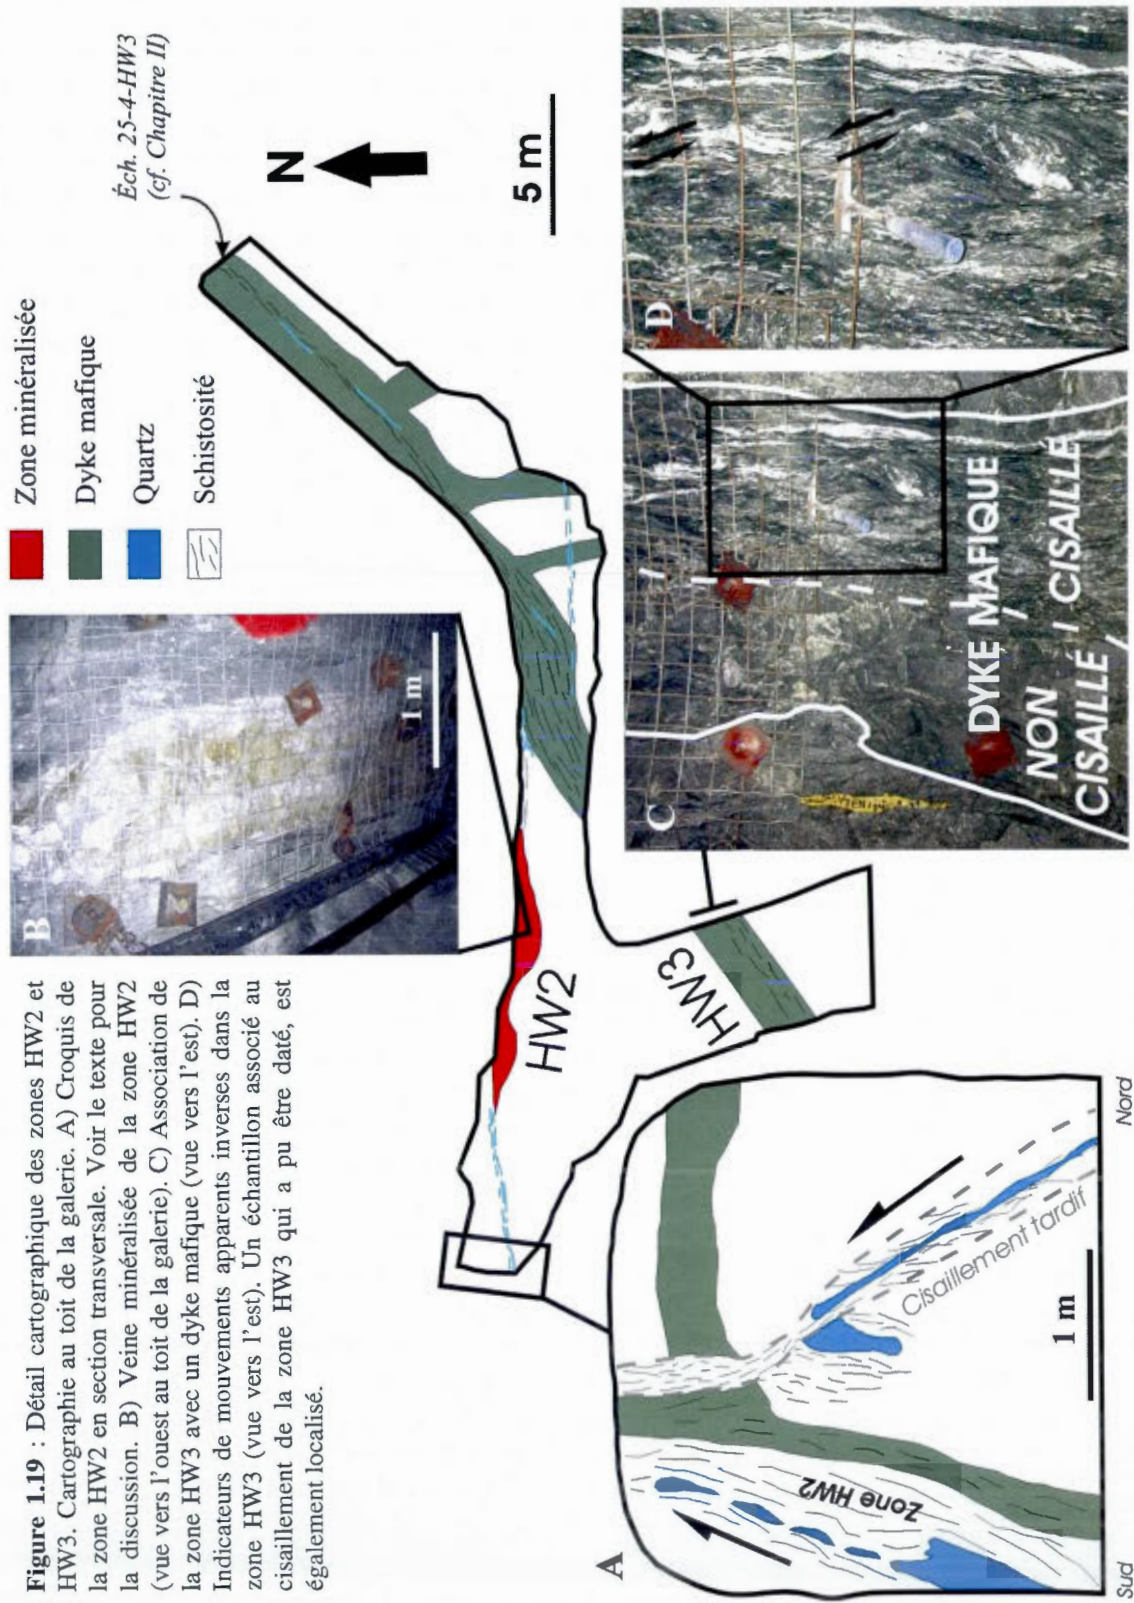 Figure 1.19 : Détail cartographique des zones HW2 et
HW3. Cartographie au toit de la galerie. A) Croquis de
la zone HW2 en section transversale. Voir le texte pour
la discussion. B) Veine minéralisée de la zone HW2
(vue vers l'ouest au toit de la galerie). C) Association de
la zone HW3 avec un dyke mafique (vue vers l'est). D)
Indicateurs de mouvements apparents inverses dans la
zone HW3 (vue vers l'est). Un échantillon associé au
cisaillement de la zone HW3 qui a pu être daté, est
également localisé.
B
1 m
Zone minéralisée
Dyke mafique
Quartz
Schistosité
Éch. 25-4-HW3
(cf. Chapitre II)
N
5 m
HW2
HW3
A
Zone HW2
Cisaillement tardif
1 m
Sud
Nord
C
DYKE MAFIQUE
NON
CISAILLÉ / CISAILLÉ
D